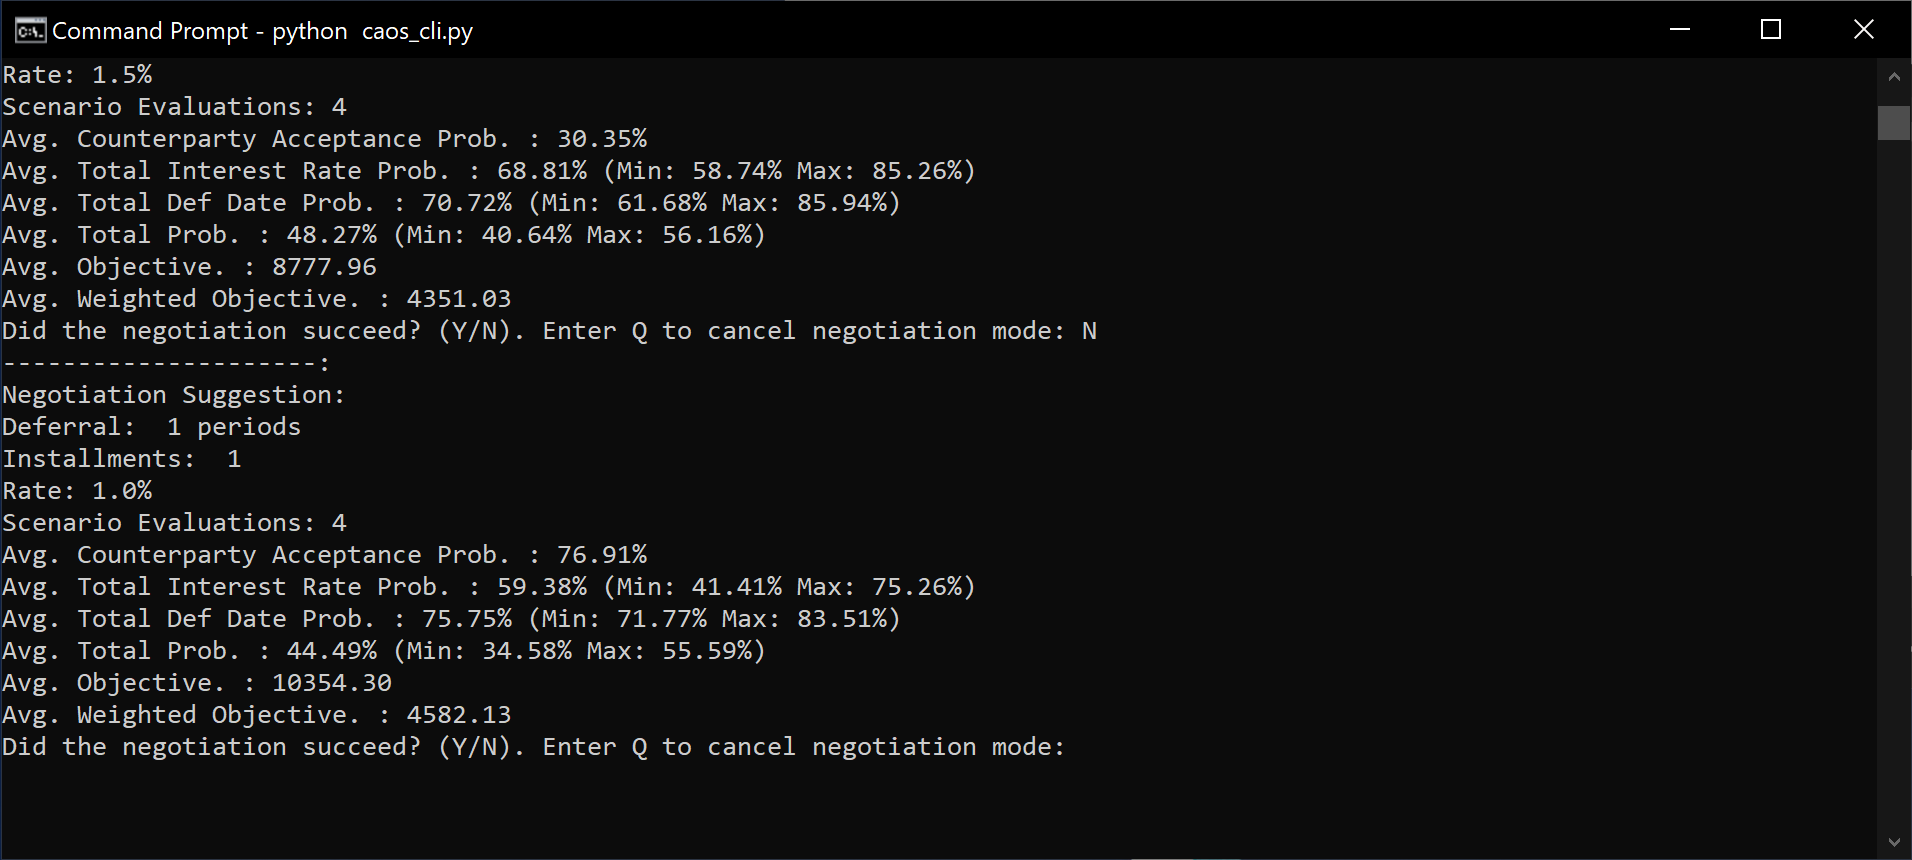 Command Prompt - python  caos_cli.py
Rate: 1.5%
Scenario Evaluations: 4
Avg. Counterparty Acceptance Prob. : 30.35%
Avg. Total Interest Rate Prob. : 68.81% (Min: 58.74% Max: 85.26%)
Avg. Total Def Date Prob. : 70.72% (Min: 61.68% Max: 85.94%)
Avg. Total Prob. : 48.27% (Min: 40.64% Max: 56.16%)
Avg. Objective. : 8777.96
Avg. Weighted Objective. : 4351.03
Did the negotiation succeed? (Y/N). Enter Q to cancel negotiation mode: N
---------------------:
Negotiation Suggestion:
Deferral:  1 periods
Installments:  1
Rate: 1.0%
Scenario Evaluations: 4
Avg. Counterparty Acceptance Prob. : 76.91%
Avg. Total Interest Rate Prob. : 59.38% (Min: 41.41% Max: 75.26%)
Avg. Total Def Date Prob. : 75.75% (Min: 71.77% Max: 83.51%)
Avg. Total Prob. : 44.49% (Min: 34.58% Max: 55.59%)
Avg. Objective. : 10354.30
Avg. Weighted Objective. : 4582.13
Did the negotiation succeed? (Y/N). Enter Q to cancel negotiation mode: